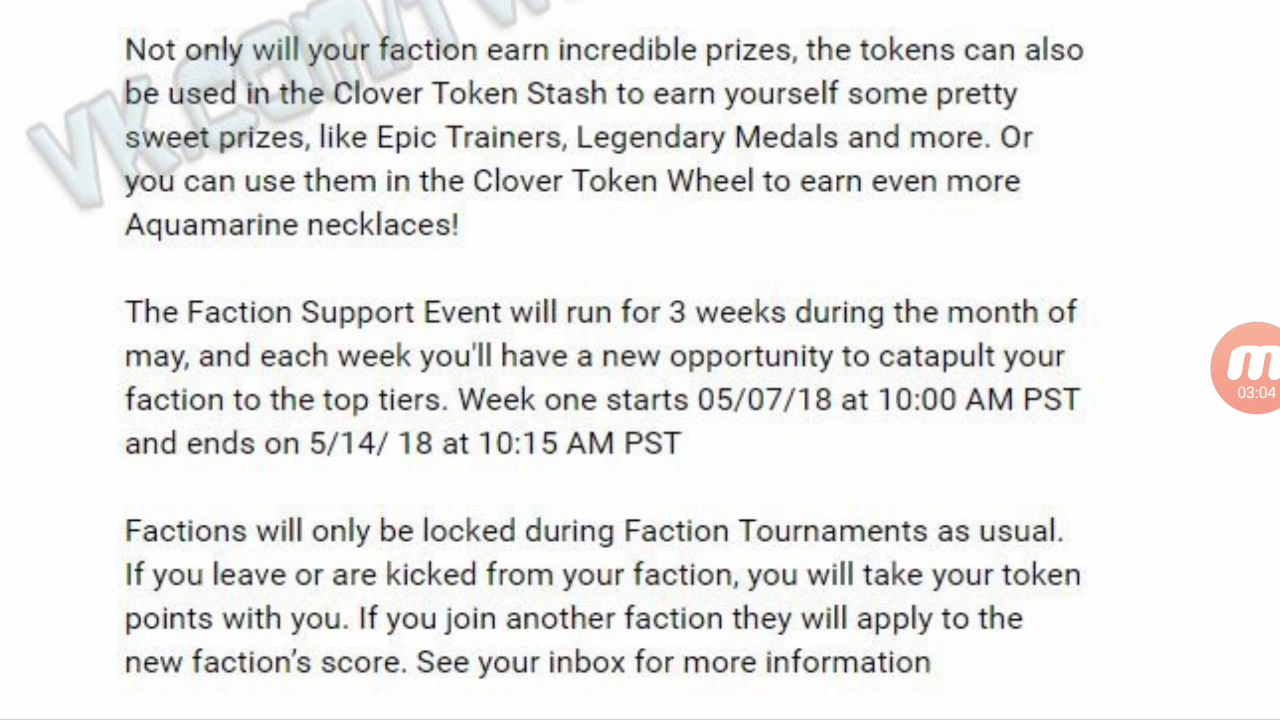 VK.com/
Not only will your faction earn incredible prizes, the tokens can also
be used in the Clover Token Stash to earn yourself some pretty
sweet prizes, like Epic Trainers, Legendary Medals and more. Or
you can use them in the Clover Token Wheel to earn even more
Aquamarine necklaces!
The Faction Support Event will run for 3 weeks during the month of
may, and each week you'll have a new opportunity to catapult your
faction to the top tiers. Week one starts 05/07/18 at 10:00 AM PST
and ends on 5/14/ 18 at 10:15 AM PST
Factions will only be locked during Faction Tournaments as usual.
If you leave or are kicked from your faction, you will take your token
points with you. If you join another faction they will apply to the
new faction’s score. See your inbox for more information
03:04